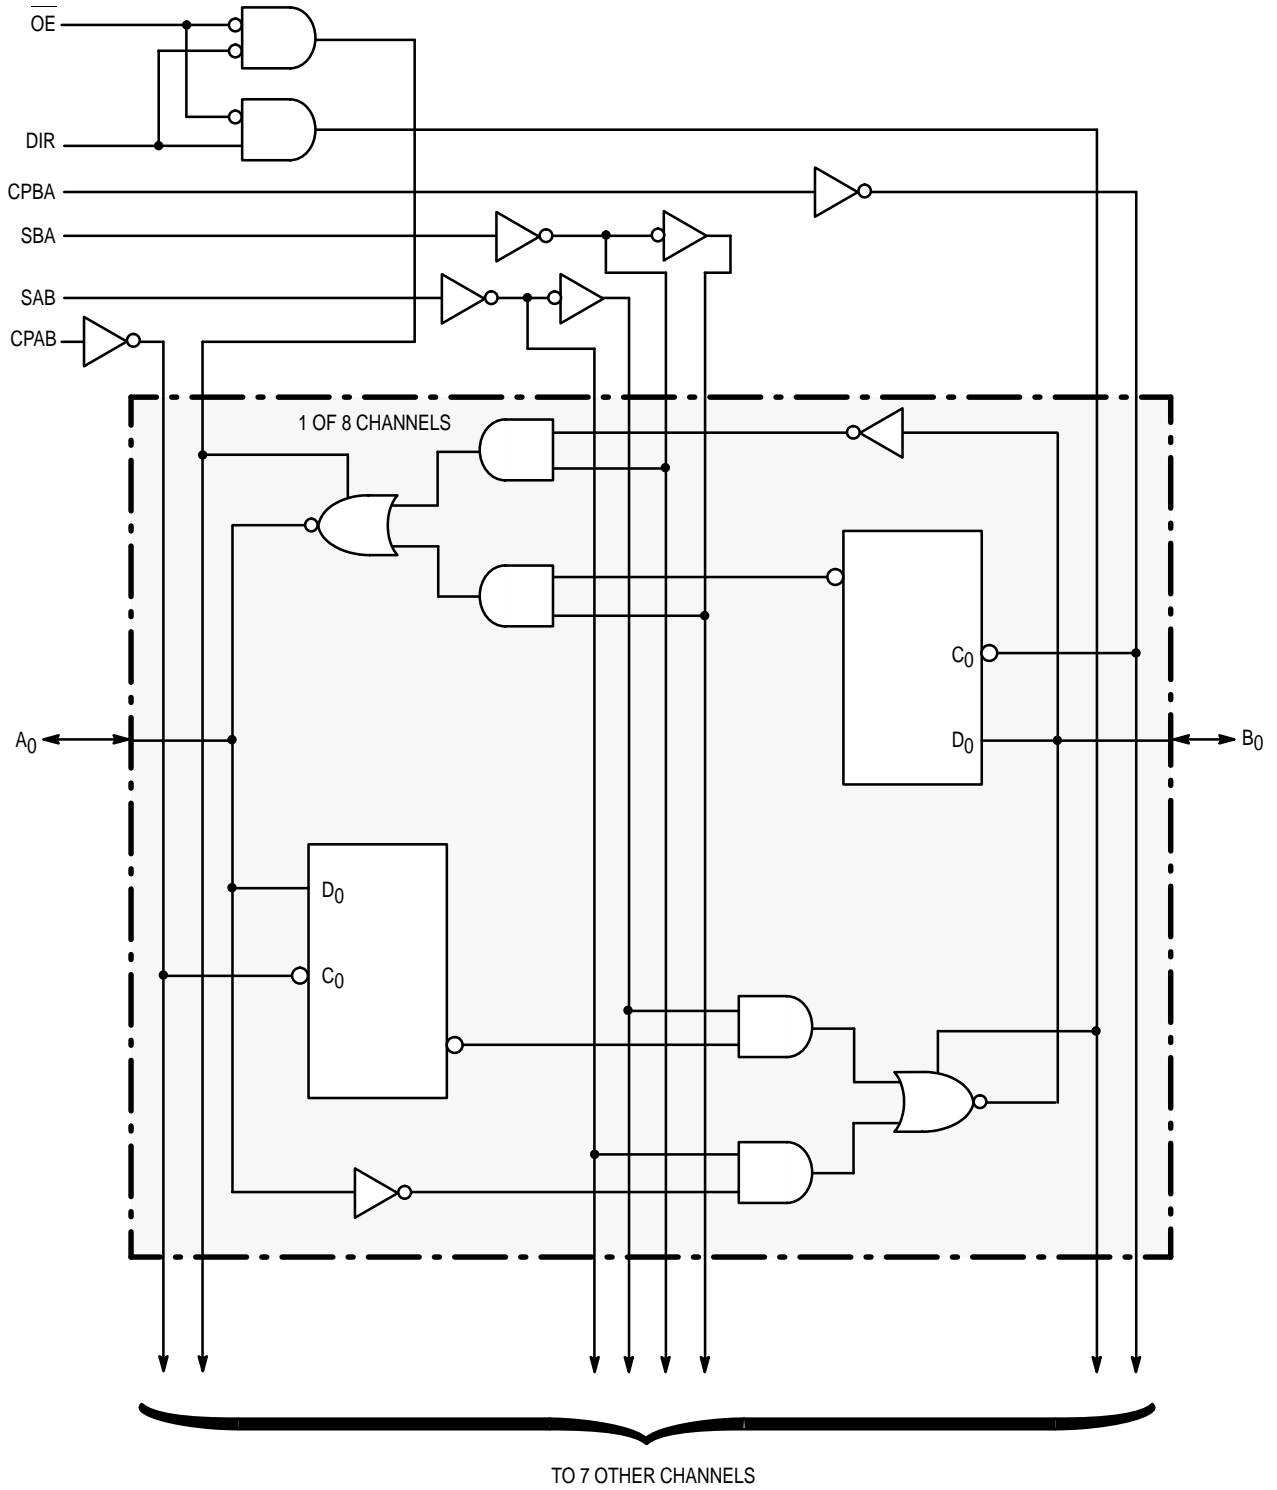 OE
DIR
CPBA
SBA
SAB
CPAB
1 OF 8 CHANNELS
C0
A0
D0
B0
D0
C0
TO 7 OTHER CHANNELS